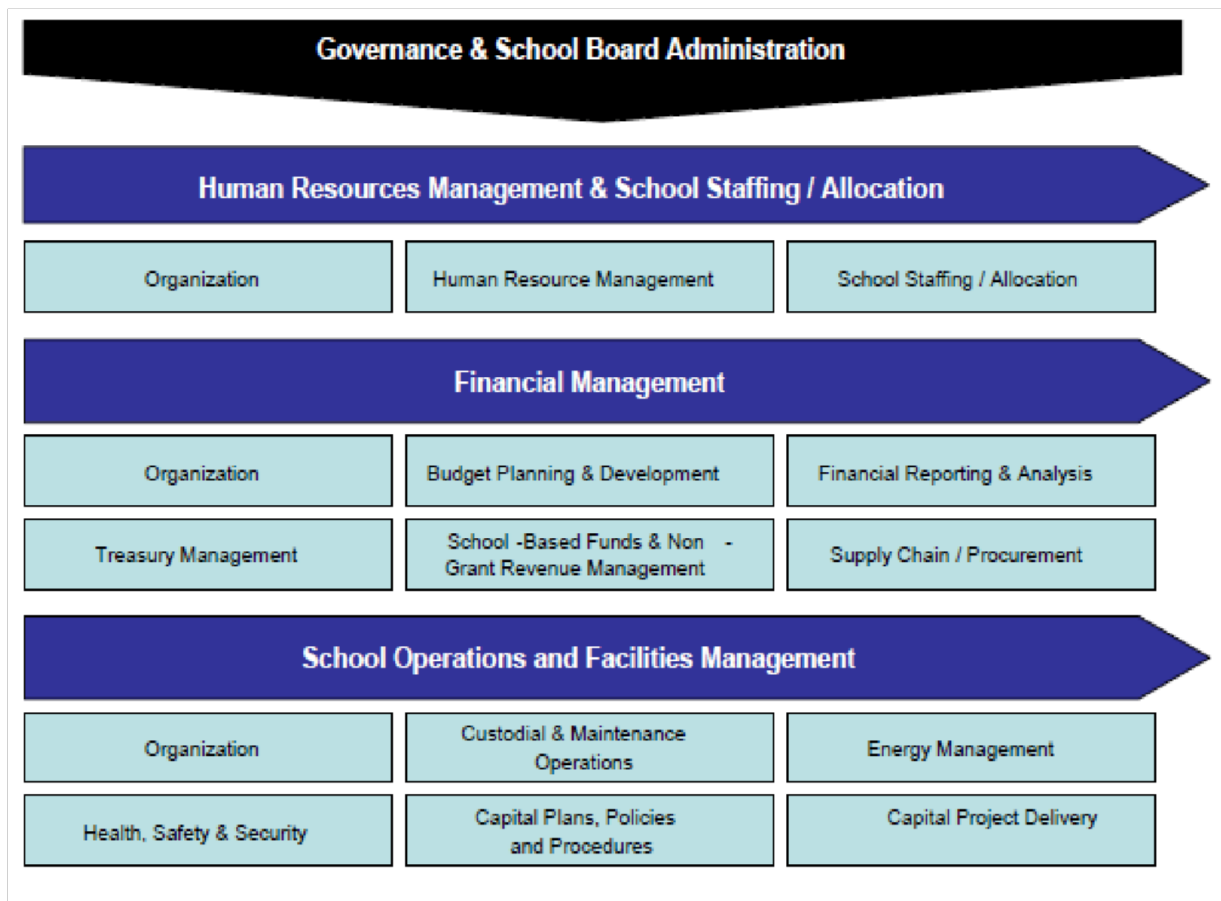 Governance & School Board Administration
Human Resources Management & School Staffing / Allocation
Organization
Human Resource Management
School Staffing / Allocation
Financial Management
Organization
Budget Planning & Development
Financial Reporting & Analysis
Treasury Management
School -Based Funds & Non -
Grant Revenue Management
Supply Chain / Procurement
School Operations and Facilities Management
Organization
Custodial & Maintenance
Operations
Energy Management
Health, Safety & Security
Capital Plans, Policies
and Procedures
Capital Project Delivery